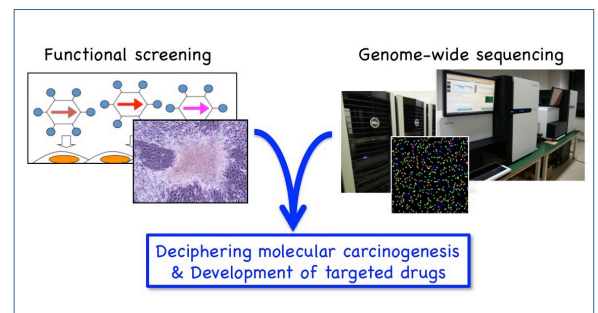 Functional screening
Genome-wide sequencing
Deciphering molecular carcinogenesis
& Development of targeted drugs